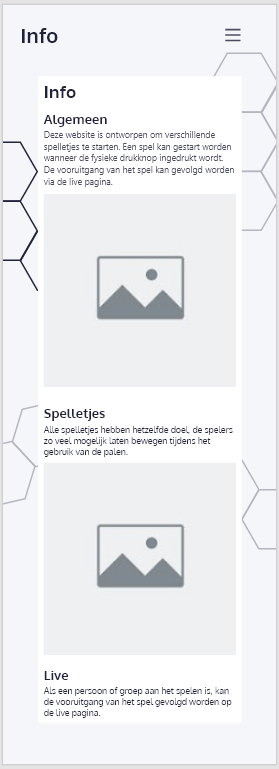 Info
Info
Algemeen
Deze website is ontworpen om verschillende
spelletjes te starten. Een spel kan gestart worden
wanneer de fysieke drukknop ingedrukt wordt.
De vooruitgang van het spel kan gevolgd worden
via de live pagina.
Spelletjes
Alle spelletjes hebben hetzelfde doel, de spelers
zo veel mogelijk laten bewegen tijdens het
gebruik van de palen.
Live
Als een persoon of groep aan het spelen is, kan
de vooruitgang van het spel gevolgd worden op
de live pagina.